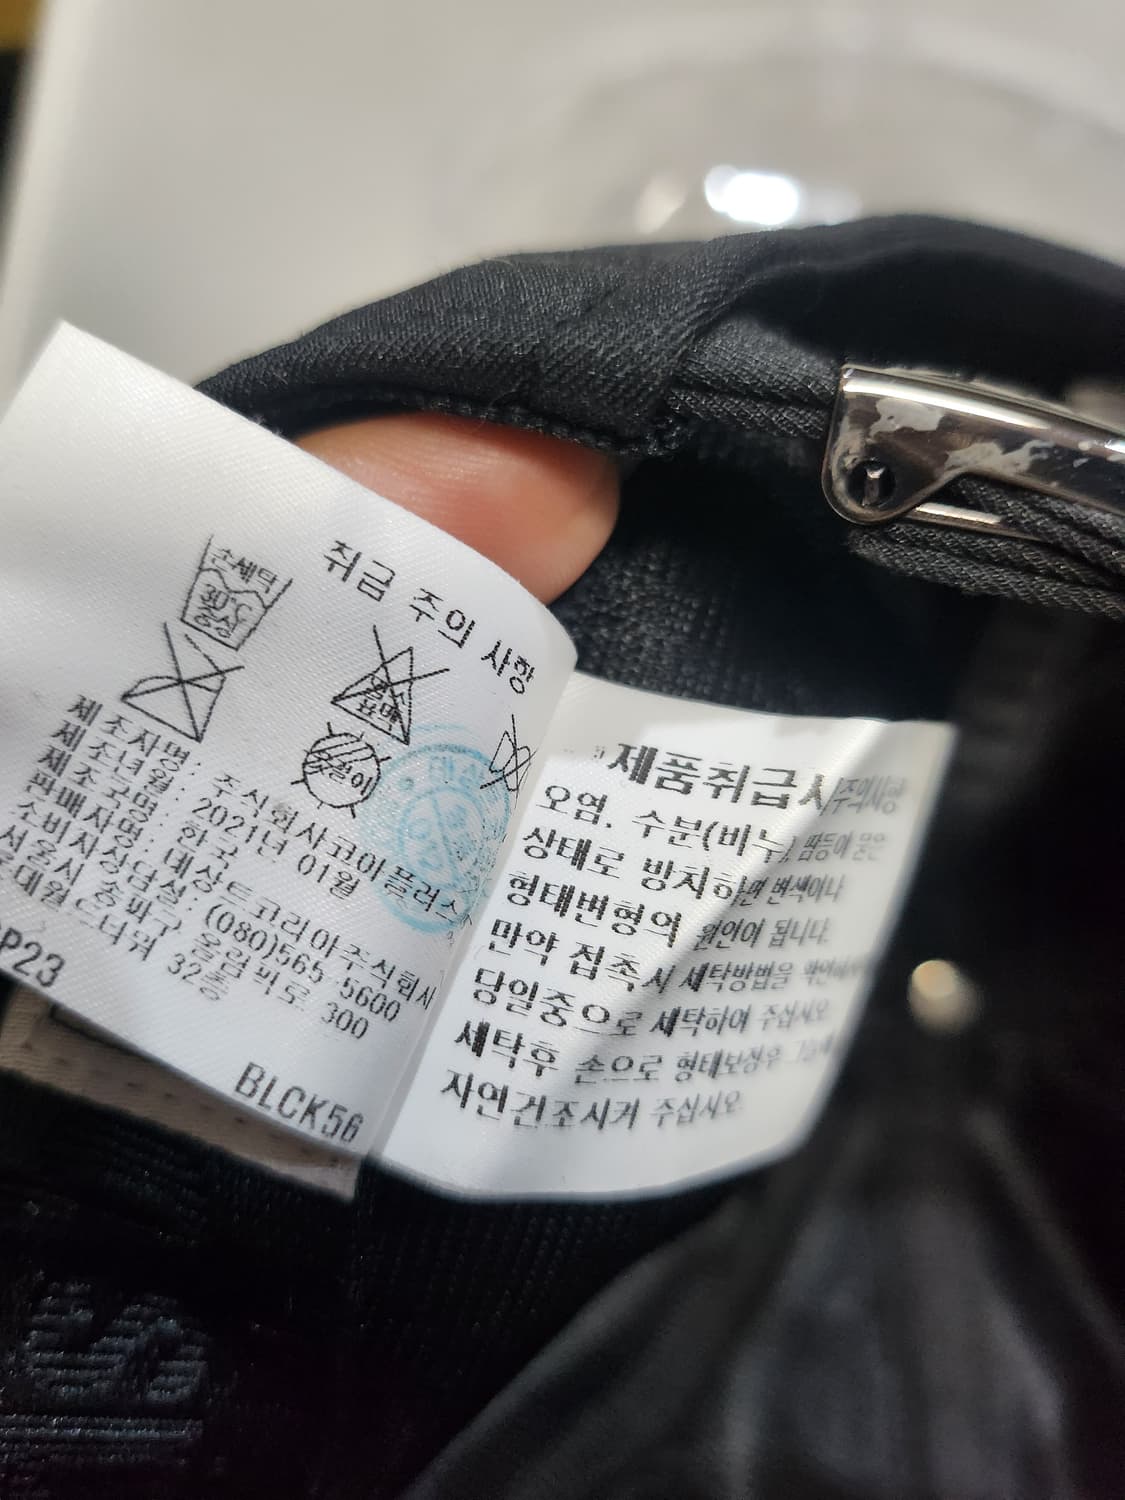 취급 주의 사항
손세탁
중성
염소
표백
제조자명: 주식회사코아플러스
제조년월: 2021년 01월
제조국명: 한국
판매자명: 데상트코리아주식회사
소비자상담실: (080)565-5600
서울시 송파구 올림픽로 300
롯데월드타워 32층
P23
BLCK56
제품취급시 주의사항
오염. 수분(비누, 땀등이 묻은
상태로 방치하면 변색이나
형태변형의 원인이 됩니다.
만약 접촉시 세탁방법을
당일중으로 세탁하여 주십시오
세탁후 손으로 형태보정후
자연건조시켜 주십시오